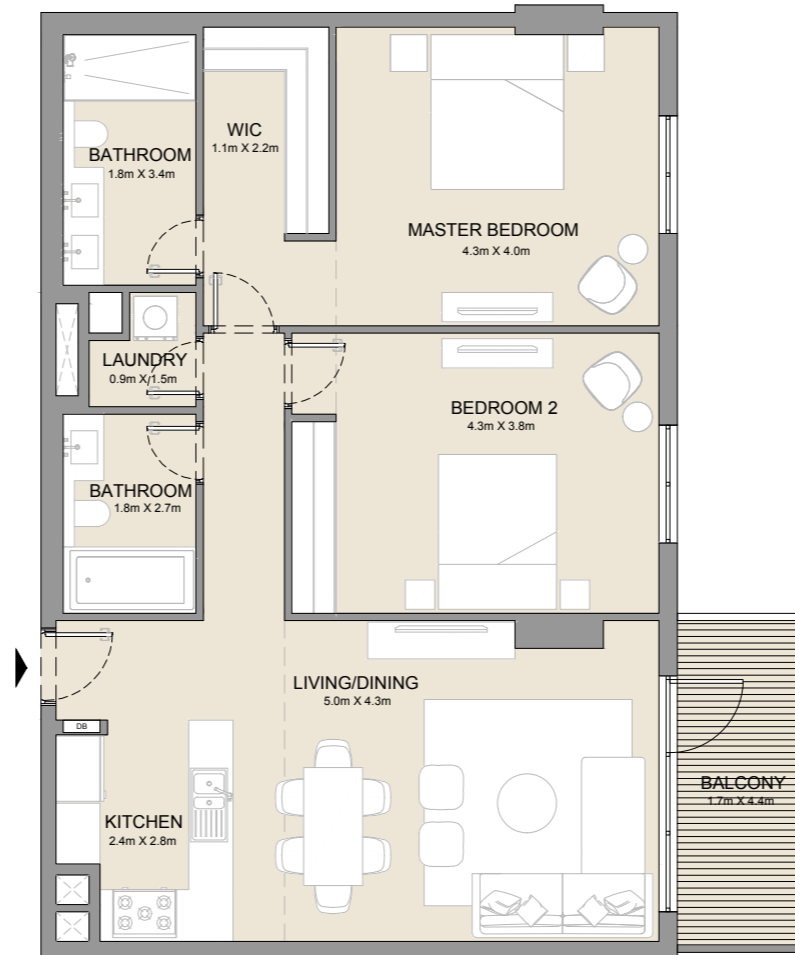 WIC
1.1m X 2.2m
BATHROOM
1.8m X 3.4m
MASTER BEDROOM
4.3m X 4.0m
LAUNDRY
0.9m X 1.5m
BEDROOM 2
4.3m X 3.8m
BATHROOM
1.8m X 2.7m
LIVING/DINING
5.0m X 4.3m
DB
BALCONY
1.7m X 4.4m
KITCHEN
2.4m X 2.8m